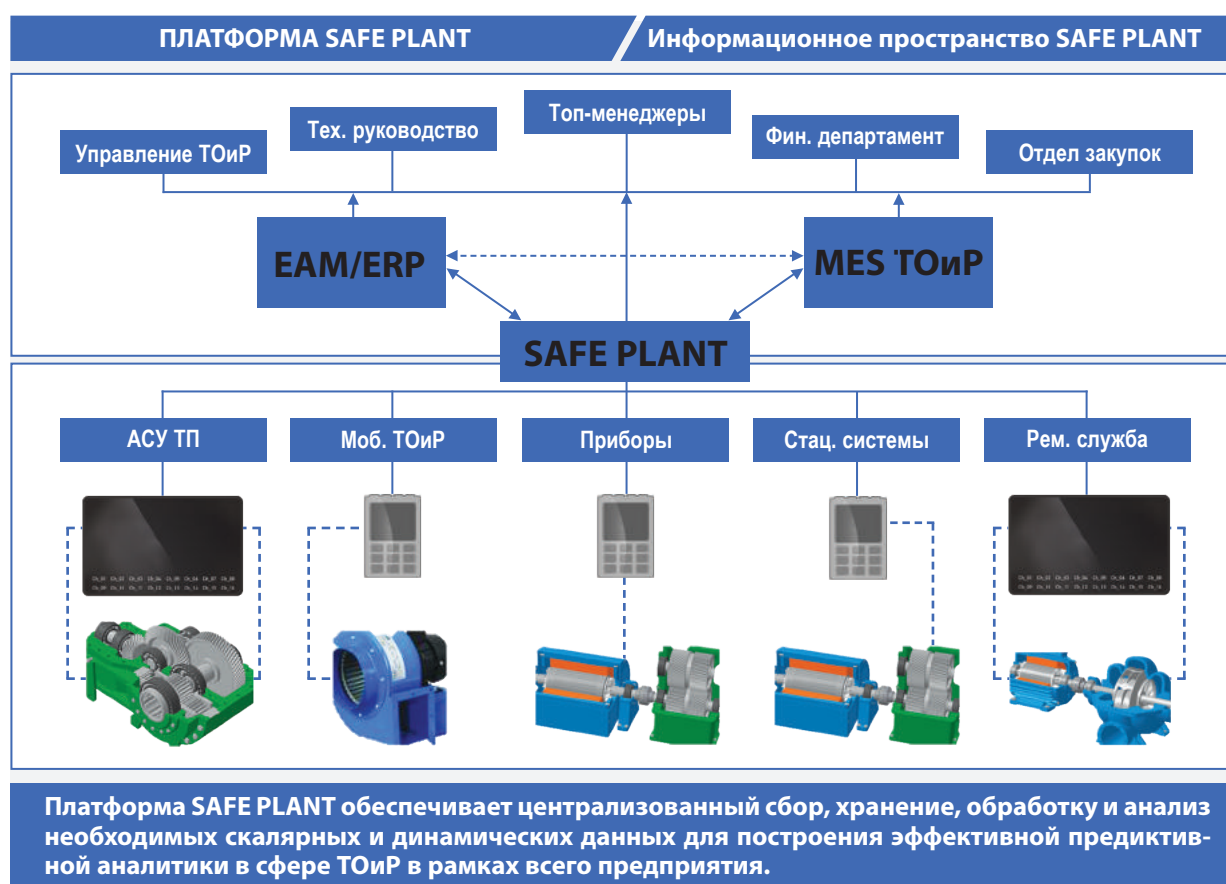 ПЛАТФОРМА SAFE PLANT
Информационное пространство SAFE PLANT
Топ-менеджеры
Тех. руководство
Фин. департамент
Управление ТОиР
Отдел закупок
EAM/ERP
MES ТОиР
SAFE PLANT
АСУ ТП
Моб. ТОиР
Приборы
Стац. системы
Рем. служба
Платформа SAFE PLANT обеспечивает централизованный сбор, хранение, обработку и анализ
необходимых скалярных и динамических данных для построения эффективной предиктив-
ной аналитики в сфере ТОиР в рамках всего предприятия.